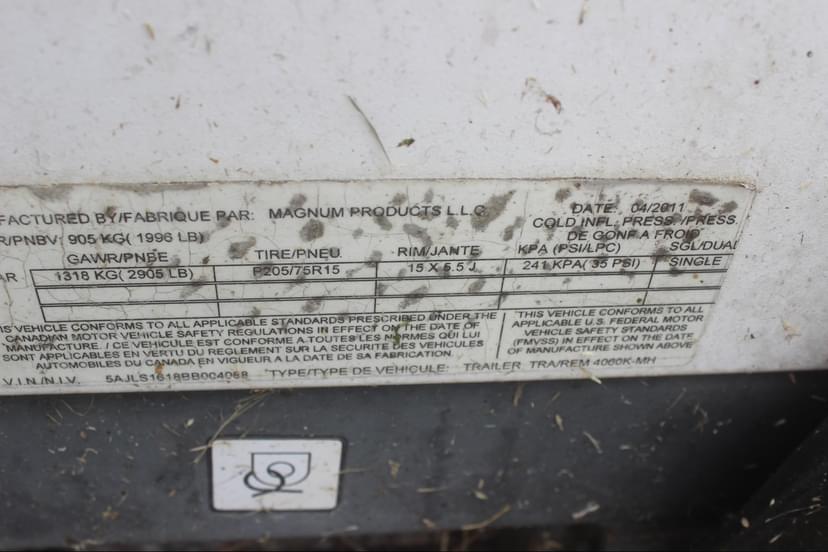 FACTURED BY/FABRIQUE PAR: MAGNUM PRODUCTS L.L.C. DATE: 04/2011
R/PNBV: 905 KG( 1996 LB) COLD INFL. PRESS./PRESS.
DE GONF. A FROID
GAWR/PNBE TIRE/PNEU. RIM/JANTE KPA (PSI/LPC) SGL/DUAL
AR 1318 KG( 2905 LB) P205/75R15 15 X 5.5 J 241 KPA( 35 PSI) SINGLE
IS VEHICLE CONFORMS TO ALL APPLICABLE STANDARDS PRESCRIBED UNDER THE
CANADIAN MOTOR VEHICLE SAFETY REGULATIONS IN EFFECT ON THE DATE OF
MANUFACTURE. / CE VEHICULE EST CONFORME A TOUTES LES NORMES QUI LUI
SONT APPLICABLES EN VERTU DU REGLEMENT SUR LA SECURITE DES VEHICULES
AUTOMOBILES DU CANADA EN VIGUEUR A LA DATE DE SA FABRICATION.
THIS VEHICLE CONFORMS TO ALL
APPLICABLE U.S. FEDERAL MOTOR
VEHICLE SAFETY STANDARDS
(FMVSS) IN EFFECT ON THE DATE
OF MANUFACTURE SHOWN ABOVE
V.I.N/N.I.V. 5AJLS1618BB004068 TYPE/TYPE DE VEHICULE: TRAILER TRA/REM 4060K-MH